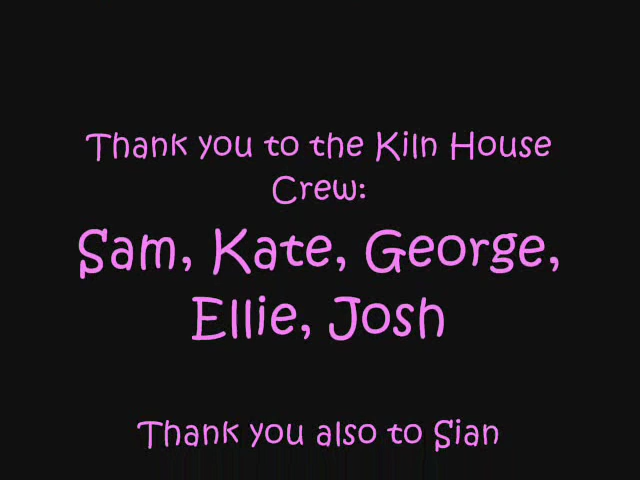 Thank you to the Kiln House
Crew:
Sam, Kate, George,
Ellie, Josh
Thank you also to Sian